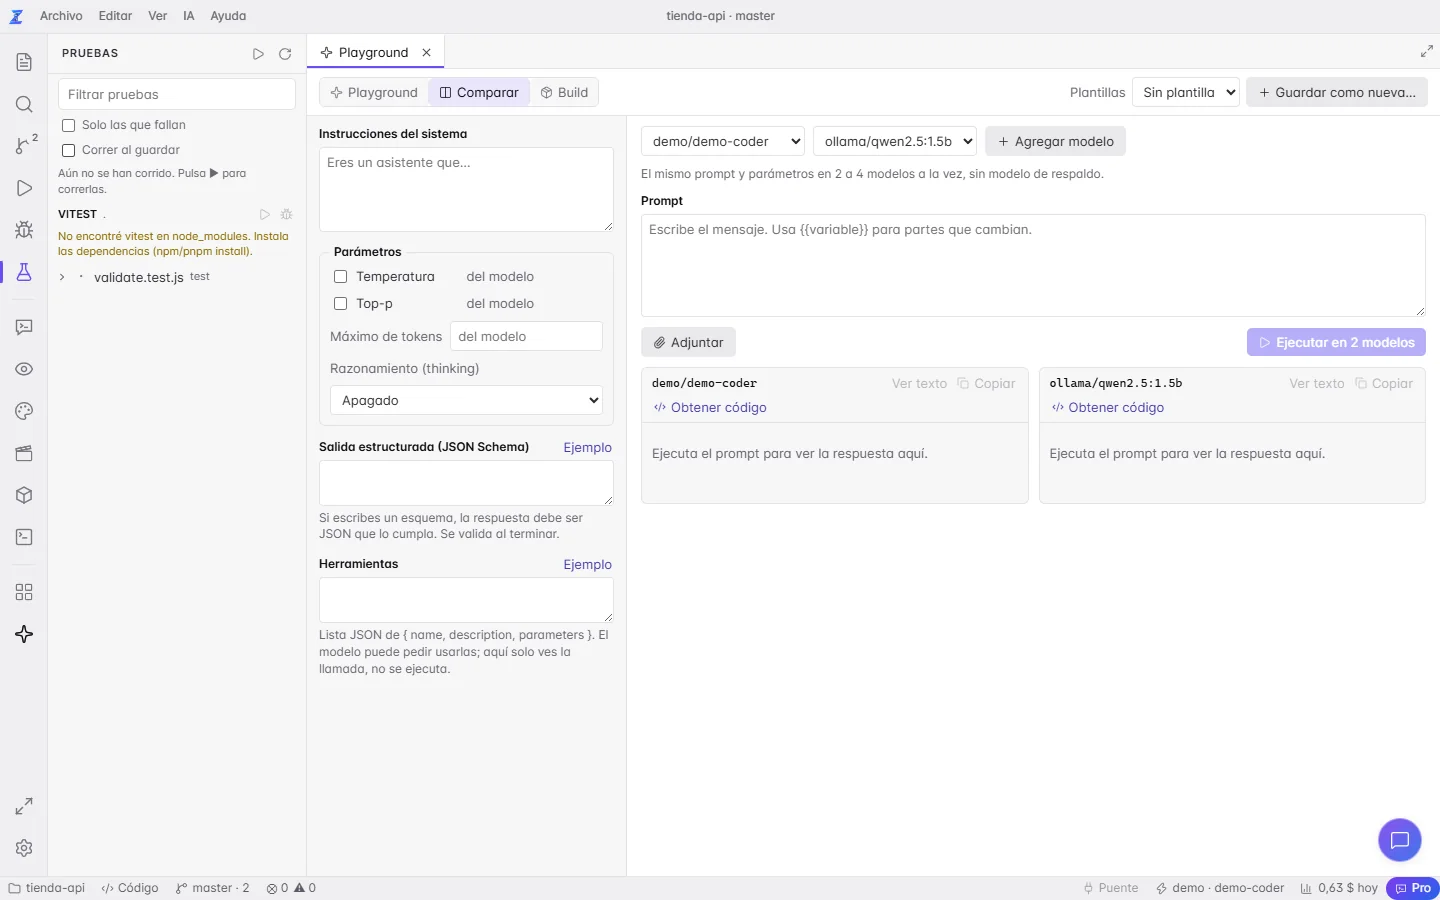 Archivo Editar Ver IA Ayuda
tienda-api · master
PRUEBAS
Filtrar pruebas
Solo las que fallan
Correr al guardar
Aún no se han corrido. Pulsa ▶ para
correrlas.
VITEST .
No encontré vitest en node_modules. Instala
las dependencias (npm/pnpm install).
validate.test.js test
2
Playground
Playground Comparar Build
Plantillas Sin plantilla + Guardar como nueva...
Instrucciones del sistema
Eres un asistente que...
Parámetros
Temperatura del modelo
Top-p del modelo
Máximo de tokens del modelo
Razonamiento (thinking)
Apagado
Salida estructurada (JSON Schema) Ejemplo
Si escribes un esquema, la respuesta debe ser
JSON que lo cumpla. Se valida al terminar.
Herramientas Ejemplo
Lista JSON de { name, description, parameters }. El
modelo puede pedir usarlas; aquí solo ves la
llamada, no se ejecuta.
demo/demo-coder ollama/qwen2.5:1.5b + Agregar modelo
El mismo prompt y parámetros en 2 a 4 modelos a la vez, sin modelo de respaldo.
Prompt
Escribe el mensaje. Usa {{variable}} para partes que cambian.
Adjuntar Ejecutar en 2 modelos
demo/demo-coder Ver texto Copiar
Obtener código
Ejecuta el prompt para ver la respuesta aquí.
ollama/qwen2.5:1.5b Ver texto Copiar
Obtener código
Ejecuta el prompt para ver la respuesta aquí.
tienda-api Código master · 2 0 0
Puente demo · demo-coder 0,63 $ hoy Pro